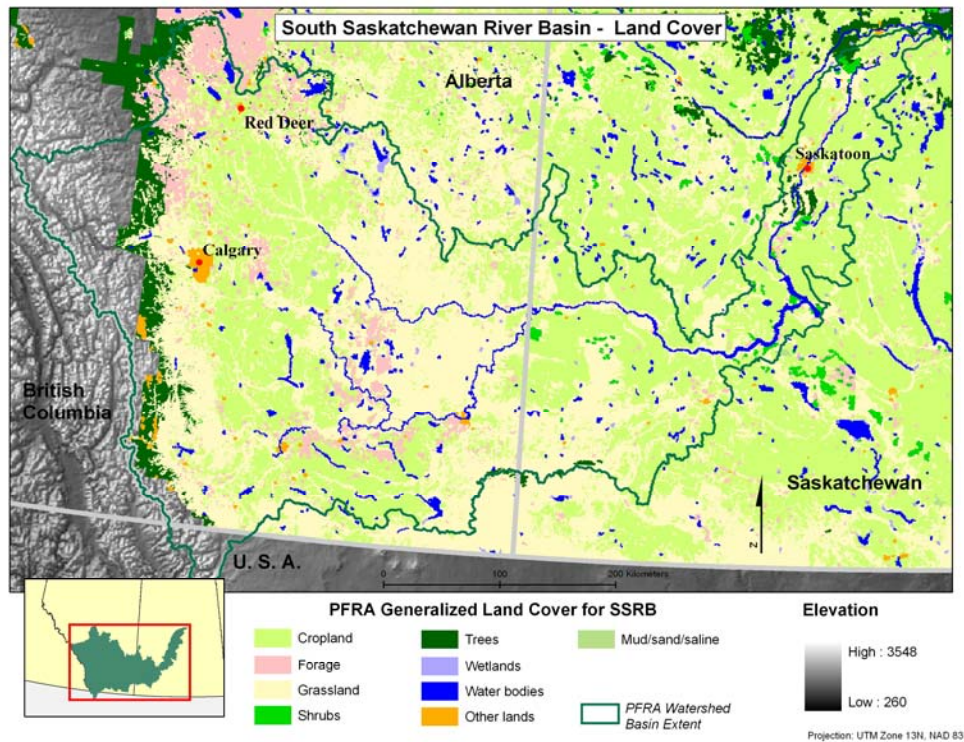 South Saskatchewan River Basin - Land Cover
Alberta
Red Deer
Saskatoon
Calgary
British
Columbia
Saskatchewan
N
U. S. A.
0 100 200 Kilometers
PFRA Generalized Land Cover for SSRB
Cropland
Forage
Grassland
Shrubs
Trees
Wetlands
Water bodies
Other lands
Mud/sand/saline
PFRA Watershed
Basin Extent
Elevation
High : 3548
Low : 260
Projection: UTM Zone 13N, NAD 83